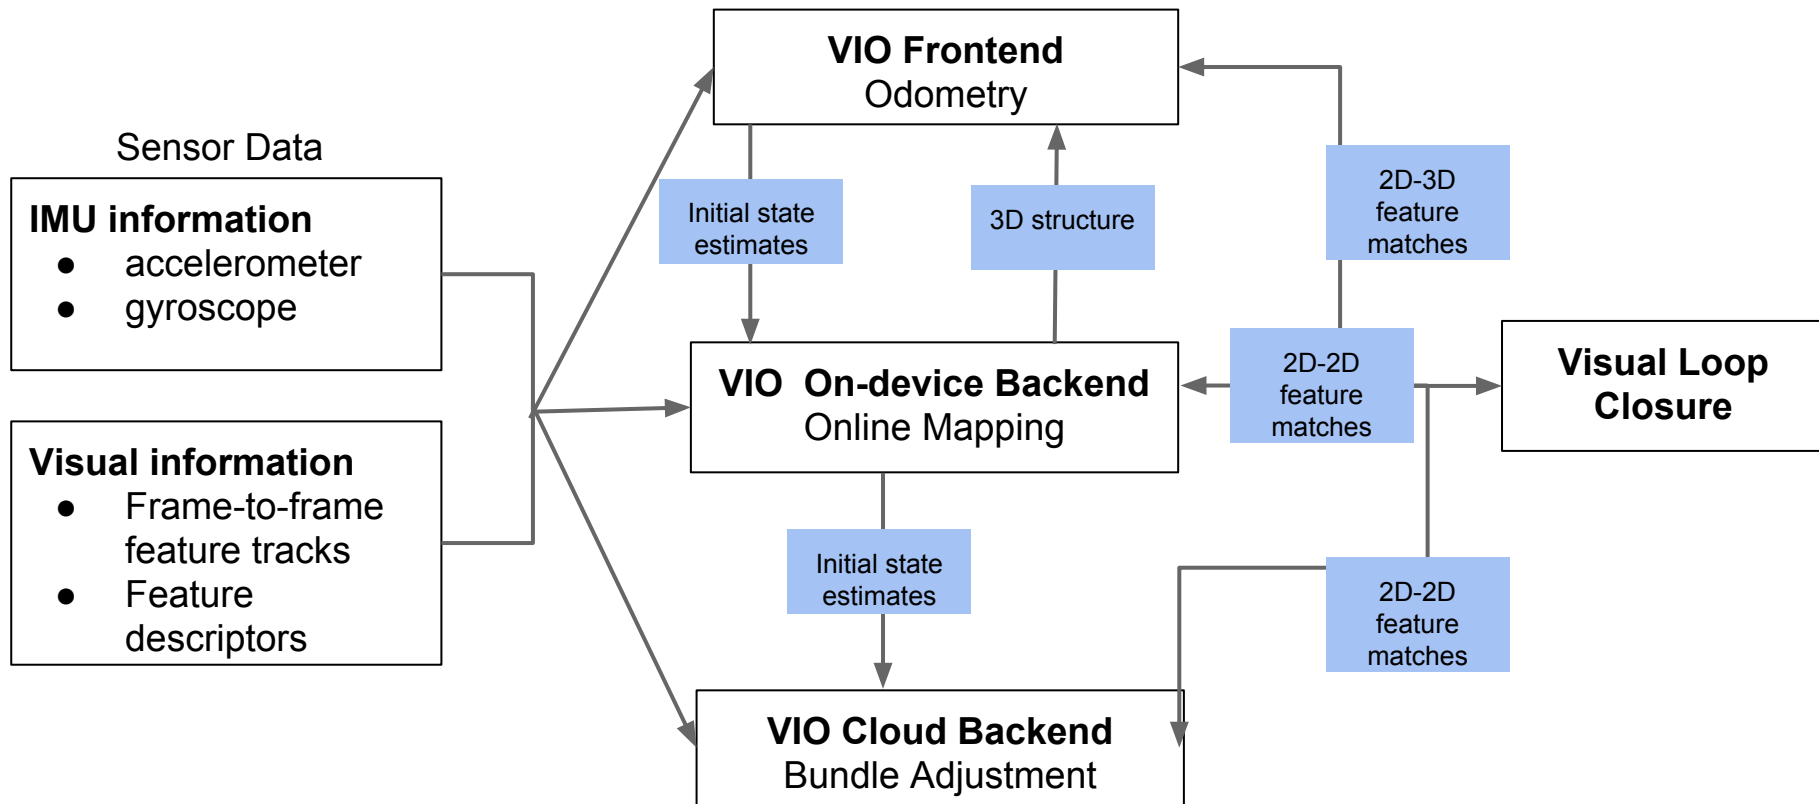 VIO Frontend
Odometry
Sensor Data
IMU information
● accelerometer
● gyroscope
Initial state
estimates
3D structure
2D-3D
feature
matches
VIO On-device Backend
Online Mapping
2D-2D
feature
matches
Visual Loop
Closure
Visual information
● Frame-to-frame
feature tracks
● Feature
descriptors
Initial state
estimates
2D-2D
feature
matches
VIO Cloud Backend
Bundle Adjustment